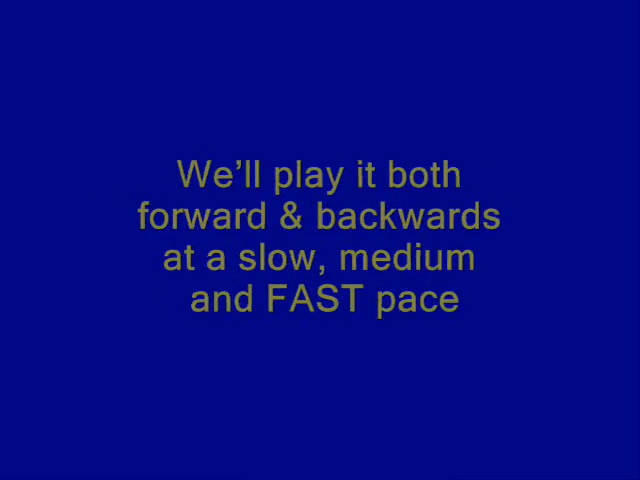 We’ll play it both
forward & backwards
at a slow, medium
and FAST pace